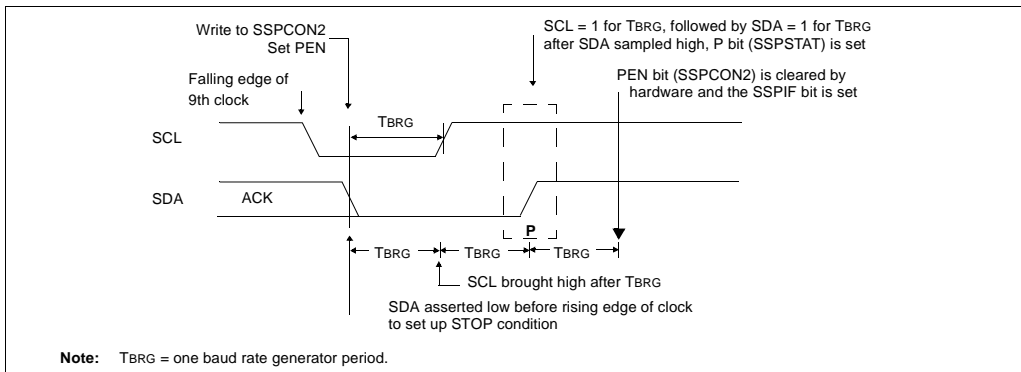 SCL = 1 for TBRG, followed by SDA = 1 for TBRG
after SDA sampled high, P bit (SSPSTAT) is set
Write to SSPCON2
Set PEN
PEN bit (SSPCON2) is cleared by
hardware and the SSPIF bit is set
Falling edge of
9th clock
TBRG
SCL
SDA
ACK
P
TBRG
TBRG
TBRG
SCL brought high after TBRG
SDA asserted low before rising edge of clock
to set up STOP condition
Note: TBRG = one baud rate generator period.